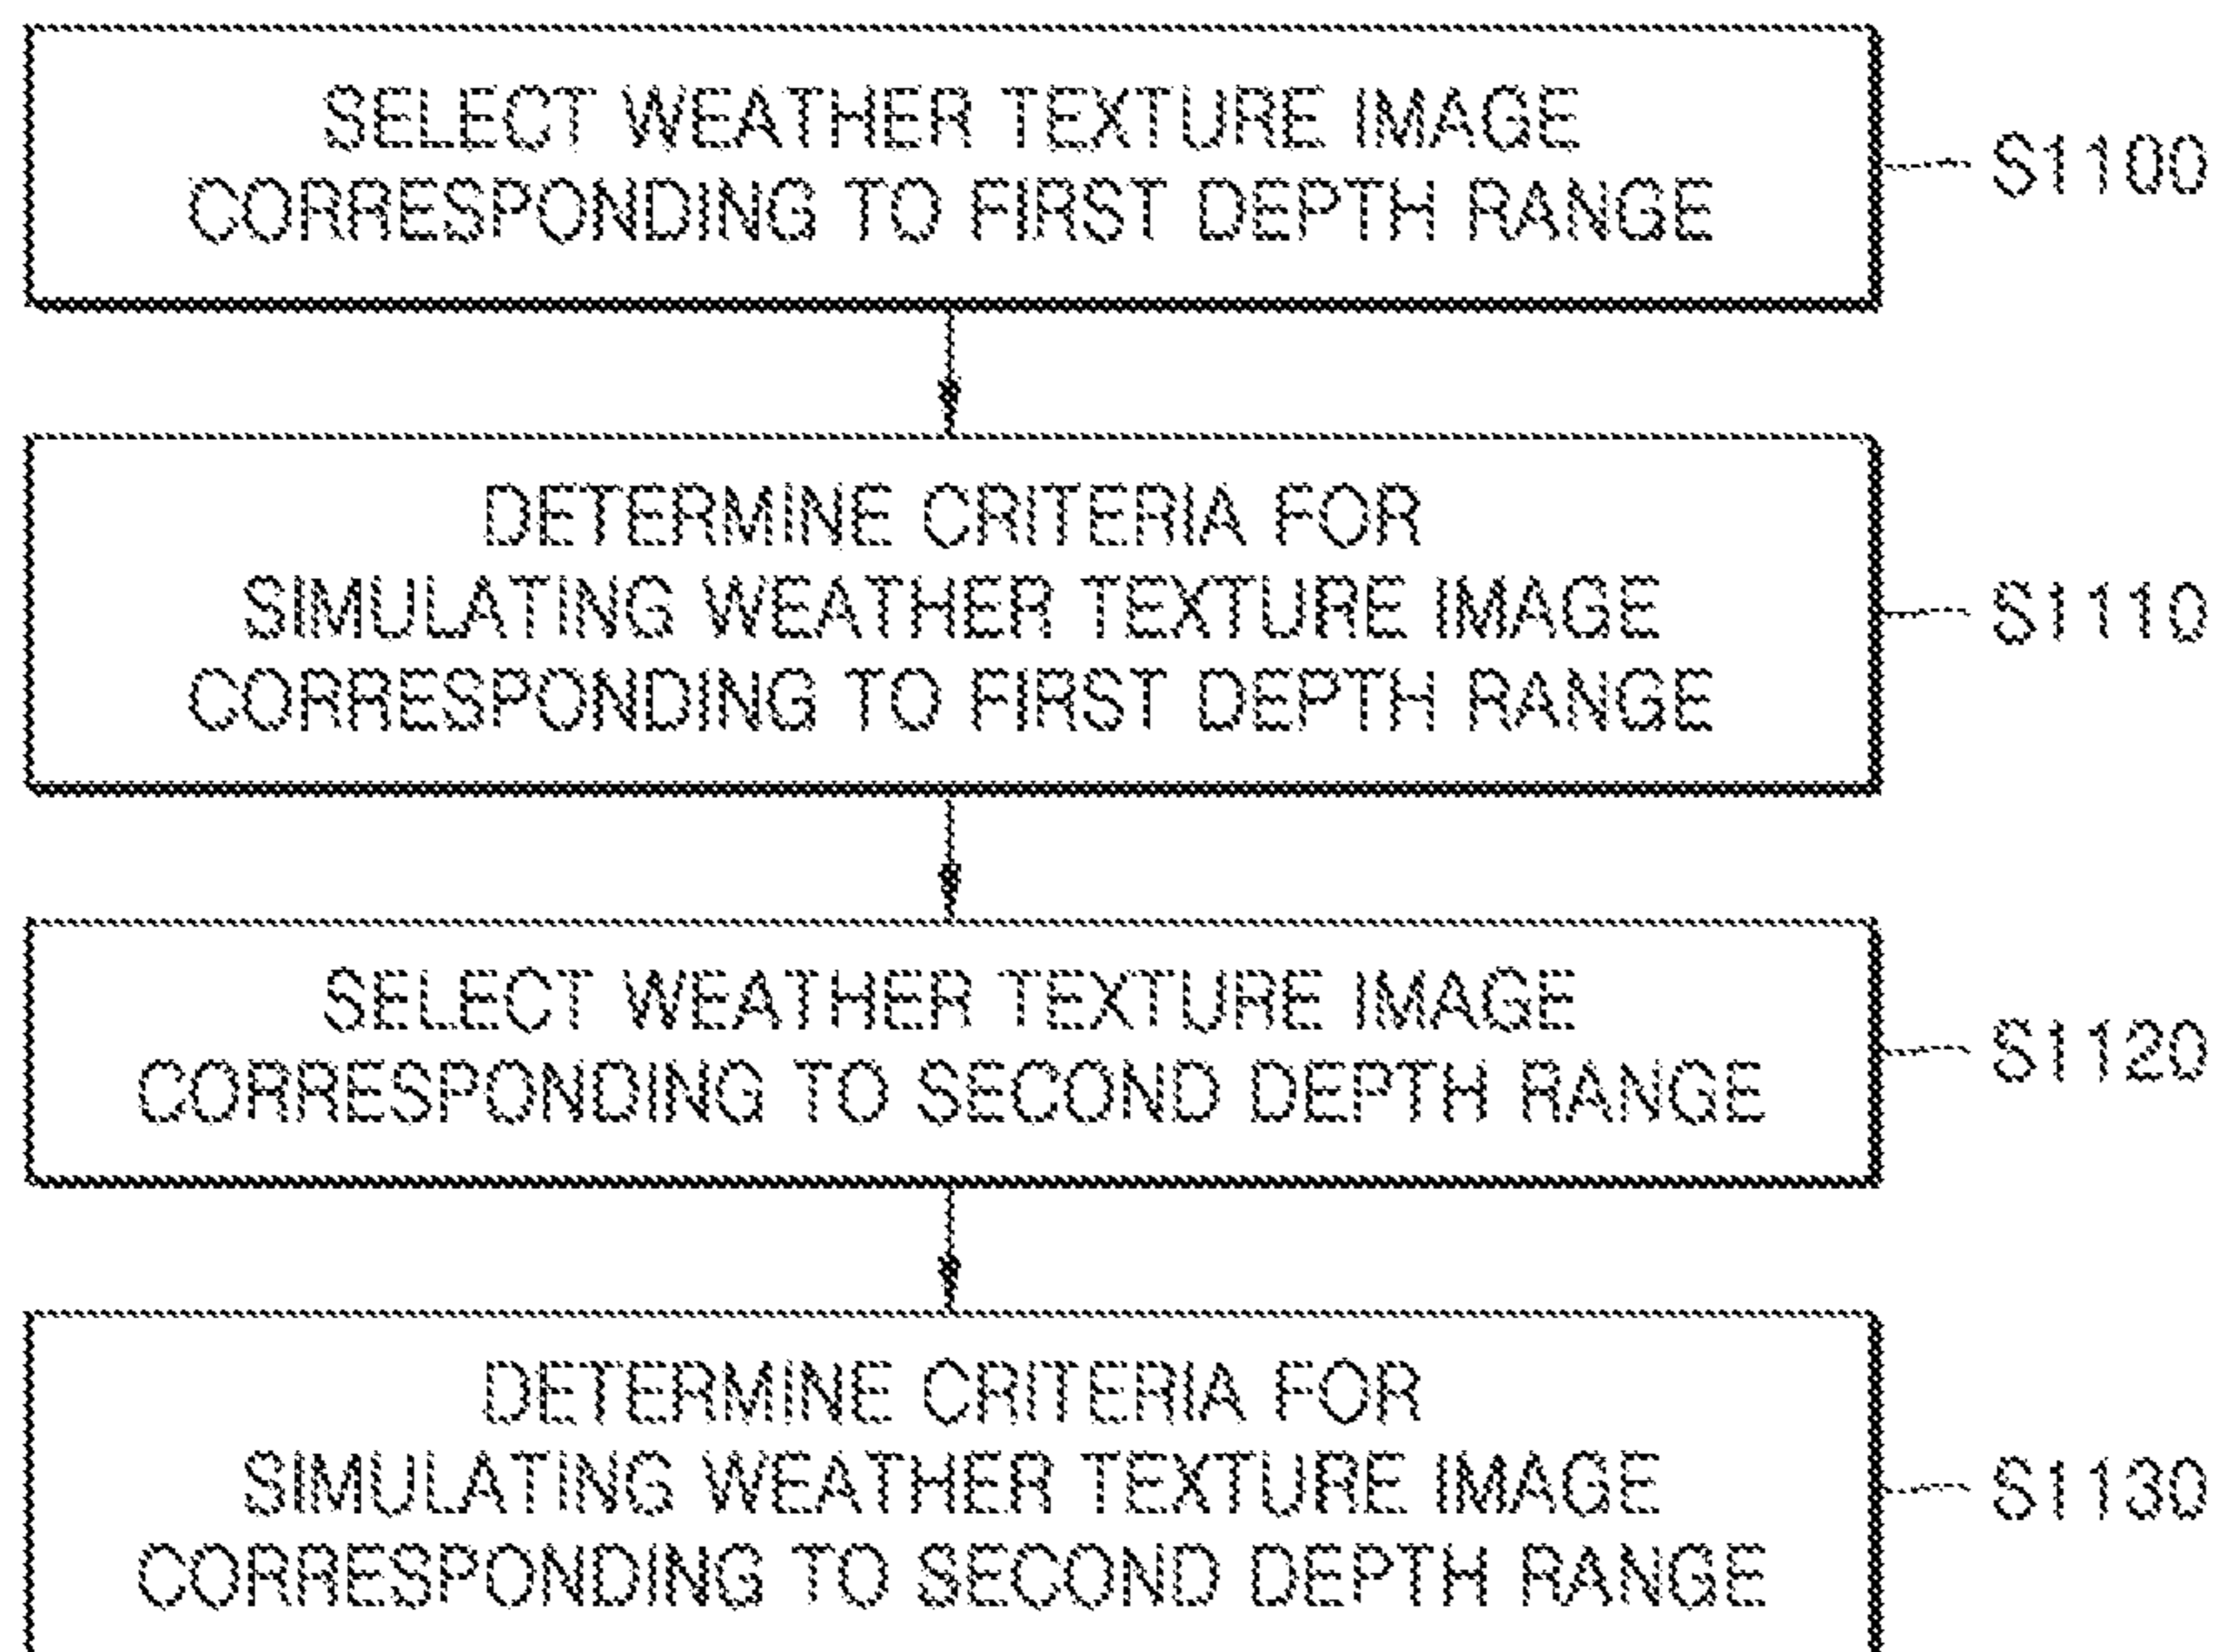 SELECT WEATHER TEXTURE IMAGE
CORRESPONDING TO FIRST DEPTH RANGE
S1100
DETERMINE CRITERIA FOR
SIMULATING WEATHER TEXTURE IMAGE
CORRESPONDING TO FIRST DEPTH RANGE
S1110
SELECT WEATHER TEXTURE IMAGE
CORRESPONDING TO SECOND DEPTH RANGE
S1120
DETERMINE CRITERIA FOR
SIMULATING WEATHER TEXTURE IMAGE
CORRESPONDING TO SECOND DEPTH RANGE
S1130